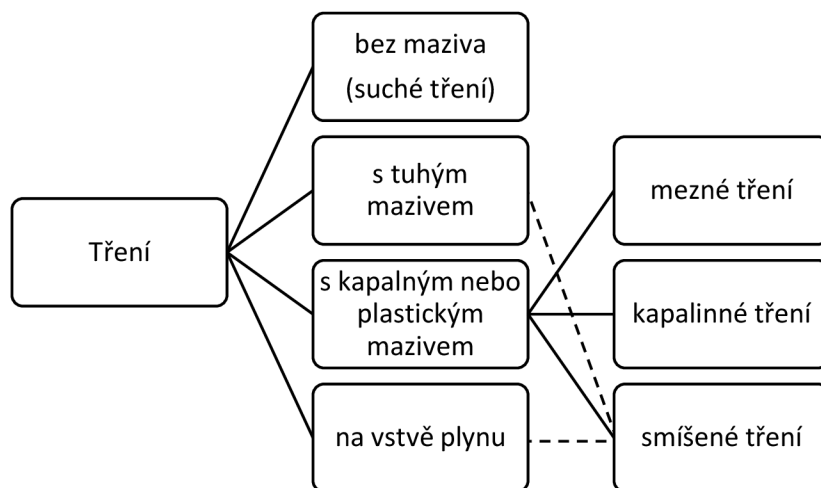 Tření
bez maziva
(suché tření)
s tuhým
mazivem
s kapalným nebo
plastickým
mazivem
na vstvě plynu
mezné tření
kapalinné tření
smíšené tření